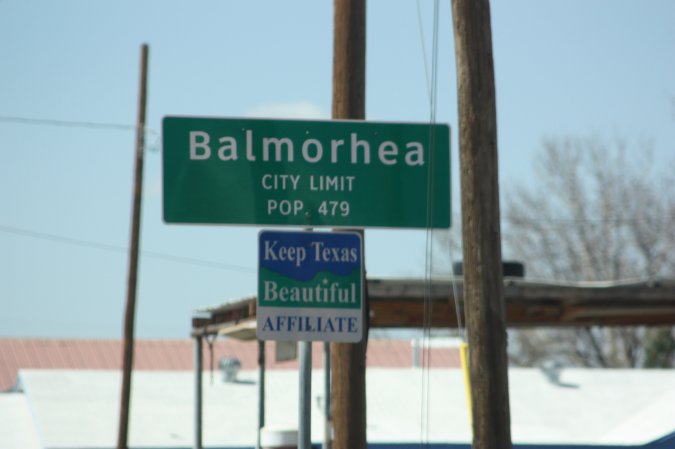 Balmorhea
CITY LIMIT
POP. 479
Keep Texas
Beautiful
AFFILIATE